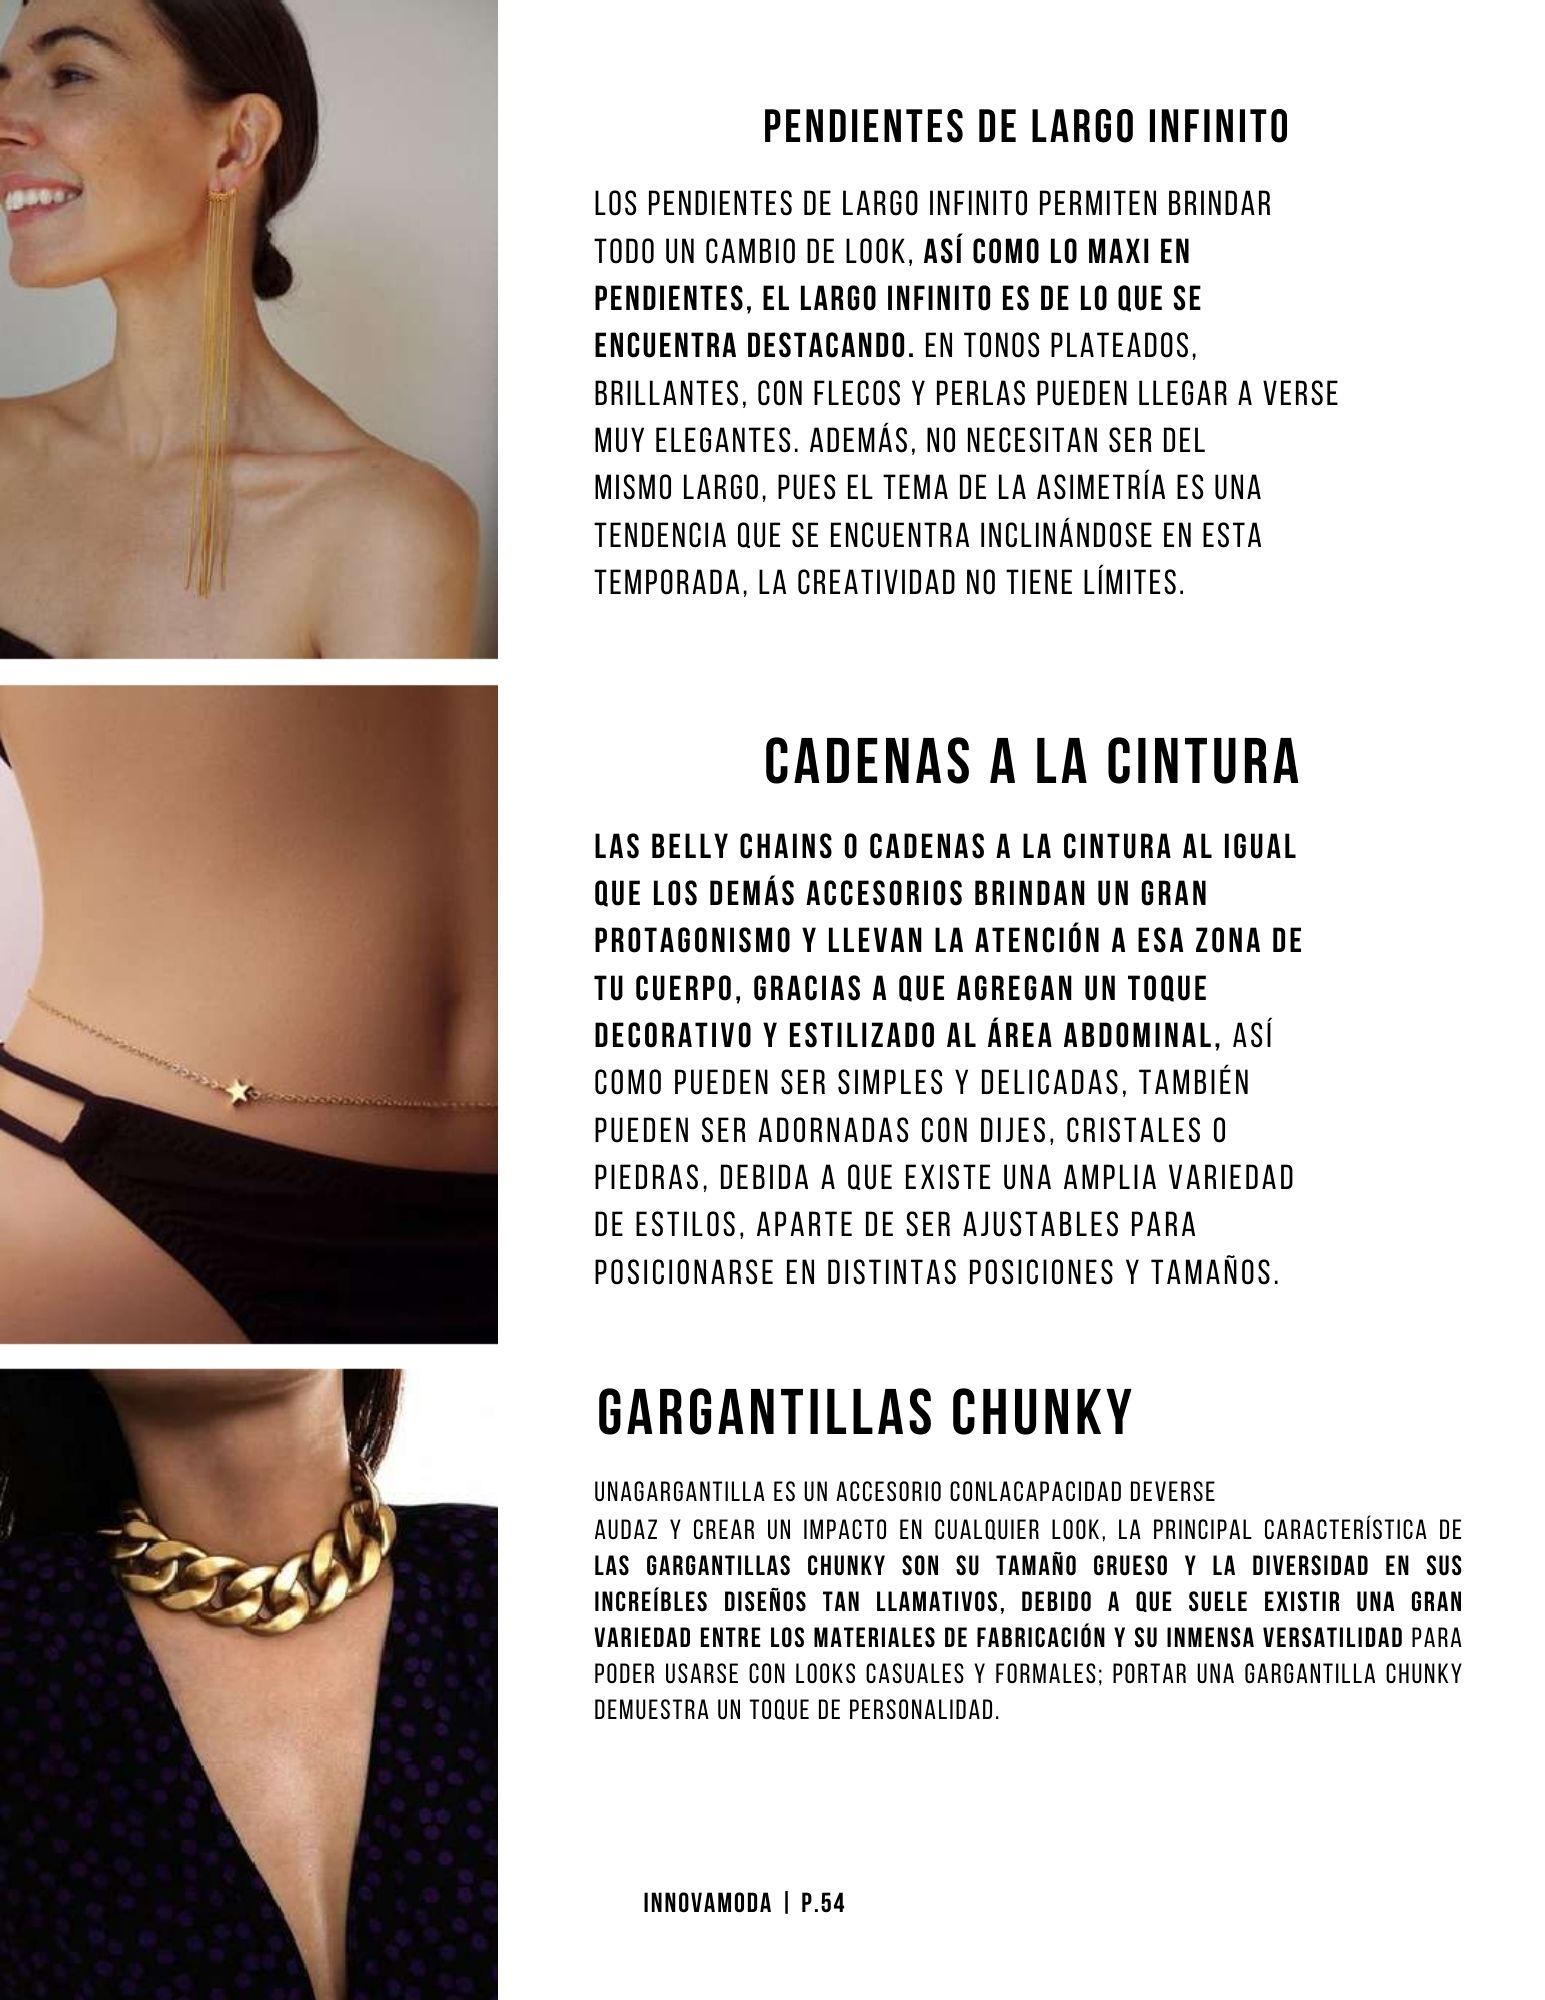 PENDIENTES DE LARGO INFINITO
LOS PENDIENTES DE LARGO INFINITO PERMITEN BRINDAR
TODO UN CAMBIO DE LOOK, ASÍ COMO LO MAXI EN
PENDIENTES, EL LARGO INFINITO ES DE LO QUE SE
ENCUENTRA DESTACANDO. EN TONOS PLATEADOS,
BRILLANTES, CON FLECOS Y PERLAS PUEDEN LLEGAR A VERSE
MUY ELEGANTES. ADEMÁS, NO NECESITAN SER DEL
MISMO LARGO, PUES EL TEMA DE LA ASIMETRÍA ES UNA
TENDENCIA QUE SE ENCUENTRA INCLINÁNDOSE EN ESTA
TEMPORADA, LA CREATIVIDAD NO TIENE LÍMITES.
CADENAS A LA CINTURA
LAS BELLY CHAINS O CADENAS A LA CINTURA AL IGUAL
QUE LOS DEMÁS ACCESORIOS BRINDAN UN GRAN
PROTAGONISMO Y LLEVAN LA ATENCIÓN A ESA ZONA DE
TU CUERPO, GRACIAS A QUE AGREGAN UN TOQUE
DECORATIVO Y ESTILIZADO AL ÁREA ABDOMINAL, ASÍ
COMO PUEDEN SER SIMPLES Y DELICADAS, TAMBIÉN
PUEDEN SER ADORNADAS CON DIJES, CRISTALES O
PIEDRAS, DEBIDA A QUE EXISTE UNA AMPLIA VARIEDAD
DE ESTILOS, APARTE DE SER AJUSTABLES PARA
POSICIONARSE EN DISTINTAS POSICIONES Y TAMAÑOS.
GARGANTILLAS CHUNKY
UNAGARGANTILLA ES UN ACCESORIO CONLACAPACIDAD DEVERSE
AUDAZ Y CREAR UN IMPACTO EN CUALQUIER LOOK, LA PRINCIPAL CARACTERÍSTICA DE
LAS GARGANTILLAS CHUNKY SON SU TAMAÑO GRUESO Y LA DIVERSIDAD EN SUS
INCREÍBLES DISEÑOS TAN LLAMATIVOS, DEBIDO A QUE SUELE EXISTIR UNA GRAN
VARIEDAD ENTRE LOS MATERIALES DE FABRICACIÓN Y SU INMENSA VERSATILIDAD PARA
PODER USARSE CON LOOKS CASUALES Y FORMALES; PORTAR UNA GARGANTILLA CHUNKY
DEMUESTRA UN TOQUE DE PERSONALIDAD.
INNOVAMODA | P.54